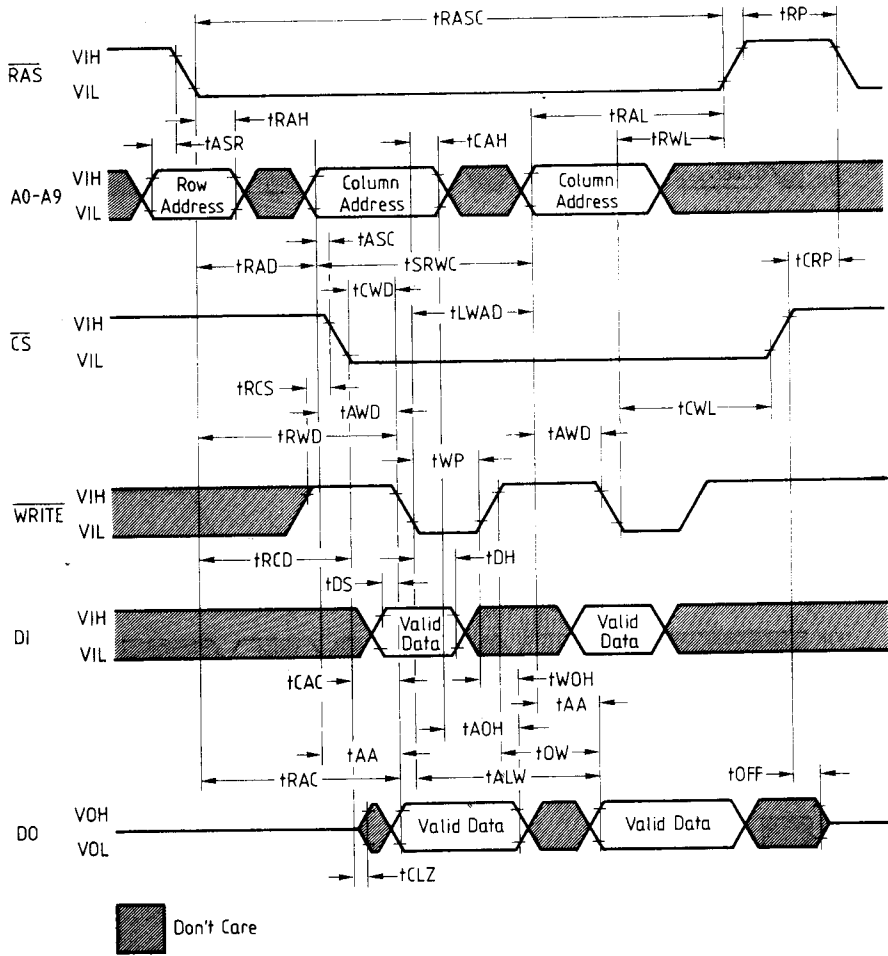 tRASC
tRP
RAS
VIH
VIL
tRAH
tASR
tCAH
tRAL
tRWL
A0-A9
VIH
VIL
Row
Address
Column
Address
Column
Address
tASC
tRAD
tSRWC
tCRP
tCWD
tLWAD
CS
VIH
VIL
tRCS
tAWD
tCWL
tRWD
tWP
tAWD
WRITE
VIH
VIL
tRCD
tDH
tDS
DI
VIH
VIL
Valid
Data
Valid
Data
tCAC
tWOH
tAA
tAOH
tAA
tOW
tRAC
tALW
tOFF
DO
VOH
VOL
Valid Data
Valid Data
tCLZ
Don't Care